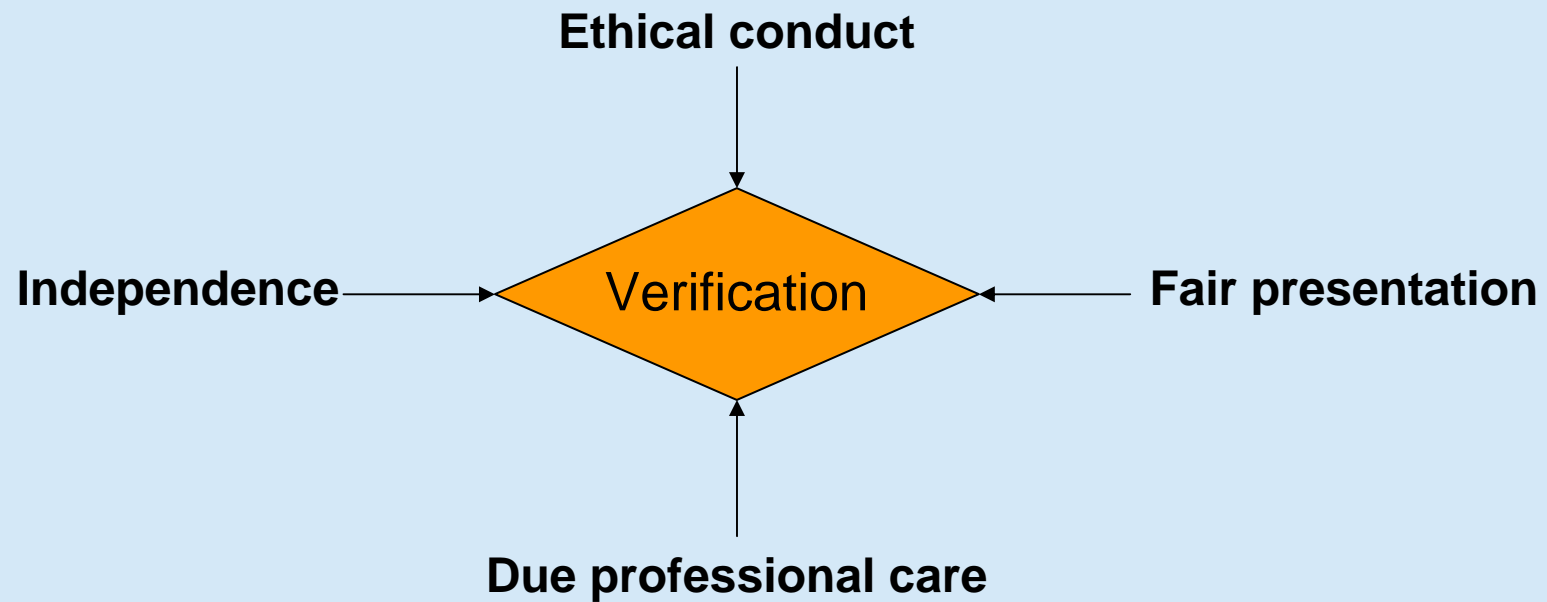 Ethical conduct
Independence
Verification
Fair presentation
Due professional care